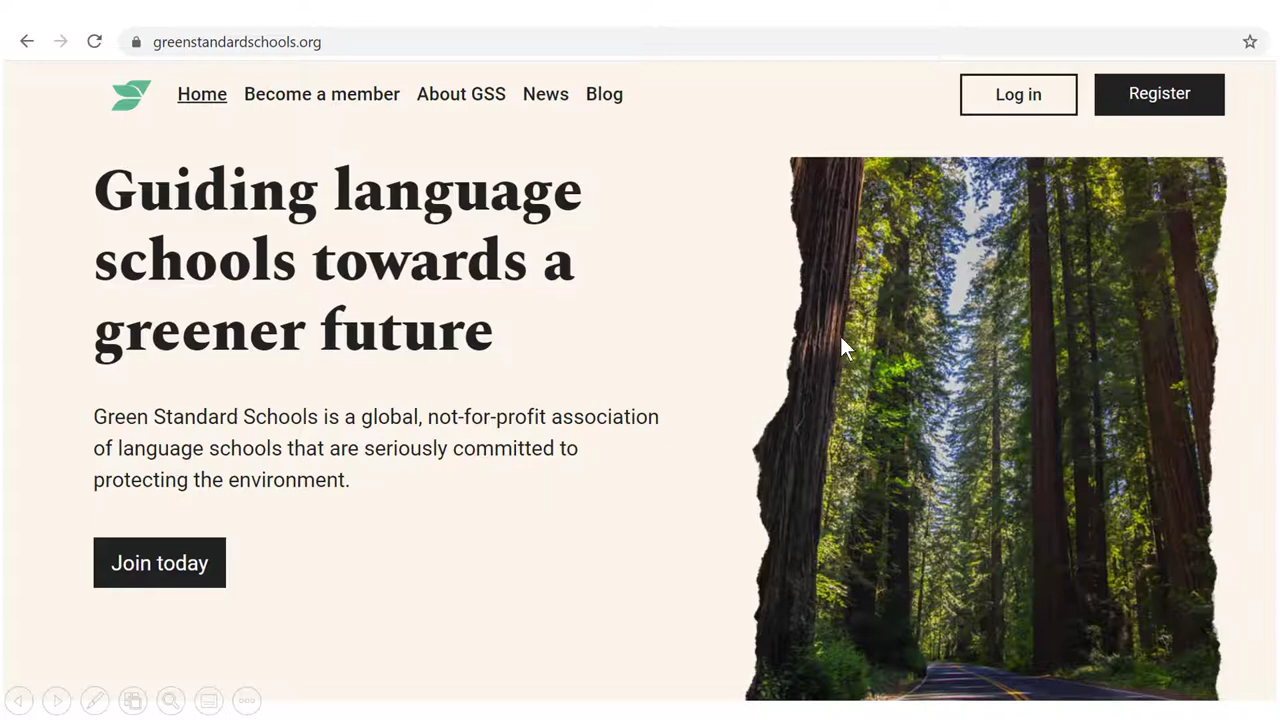 greenstandardschools.org
Home Become a member About GSS News Blog Log in Register
Guiding language
schools towards a
greener future
Green Standard Schools is a global, not-for-profit association
of language schools that are seriously committed to
protecting the environment.
Join today